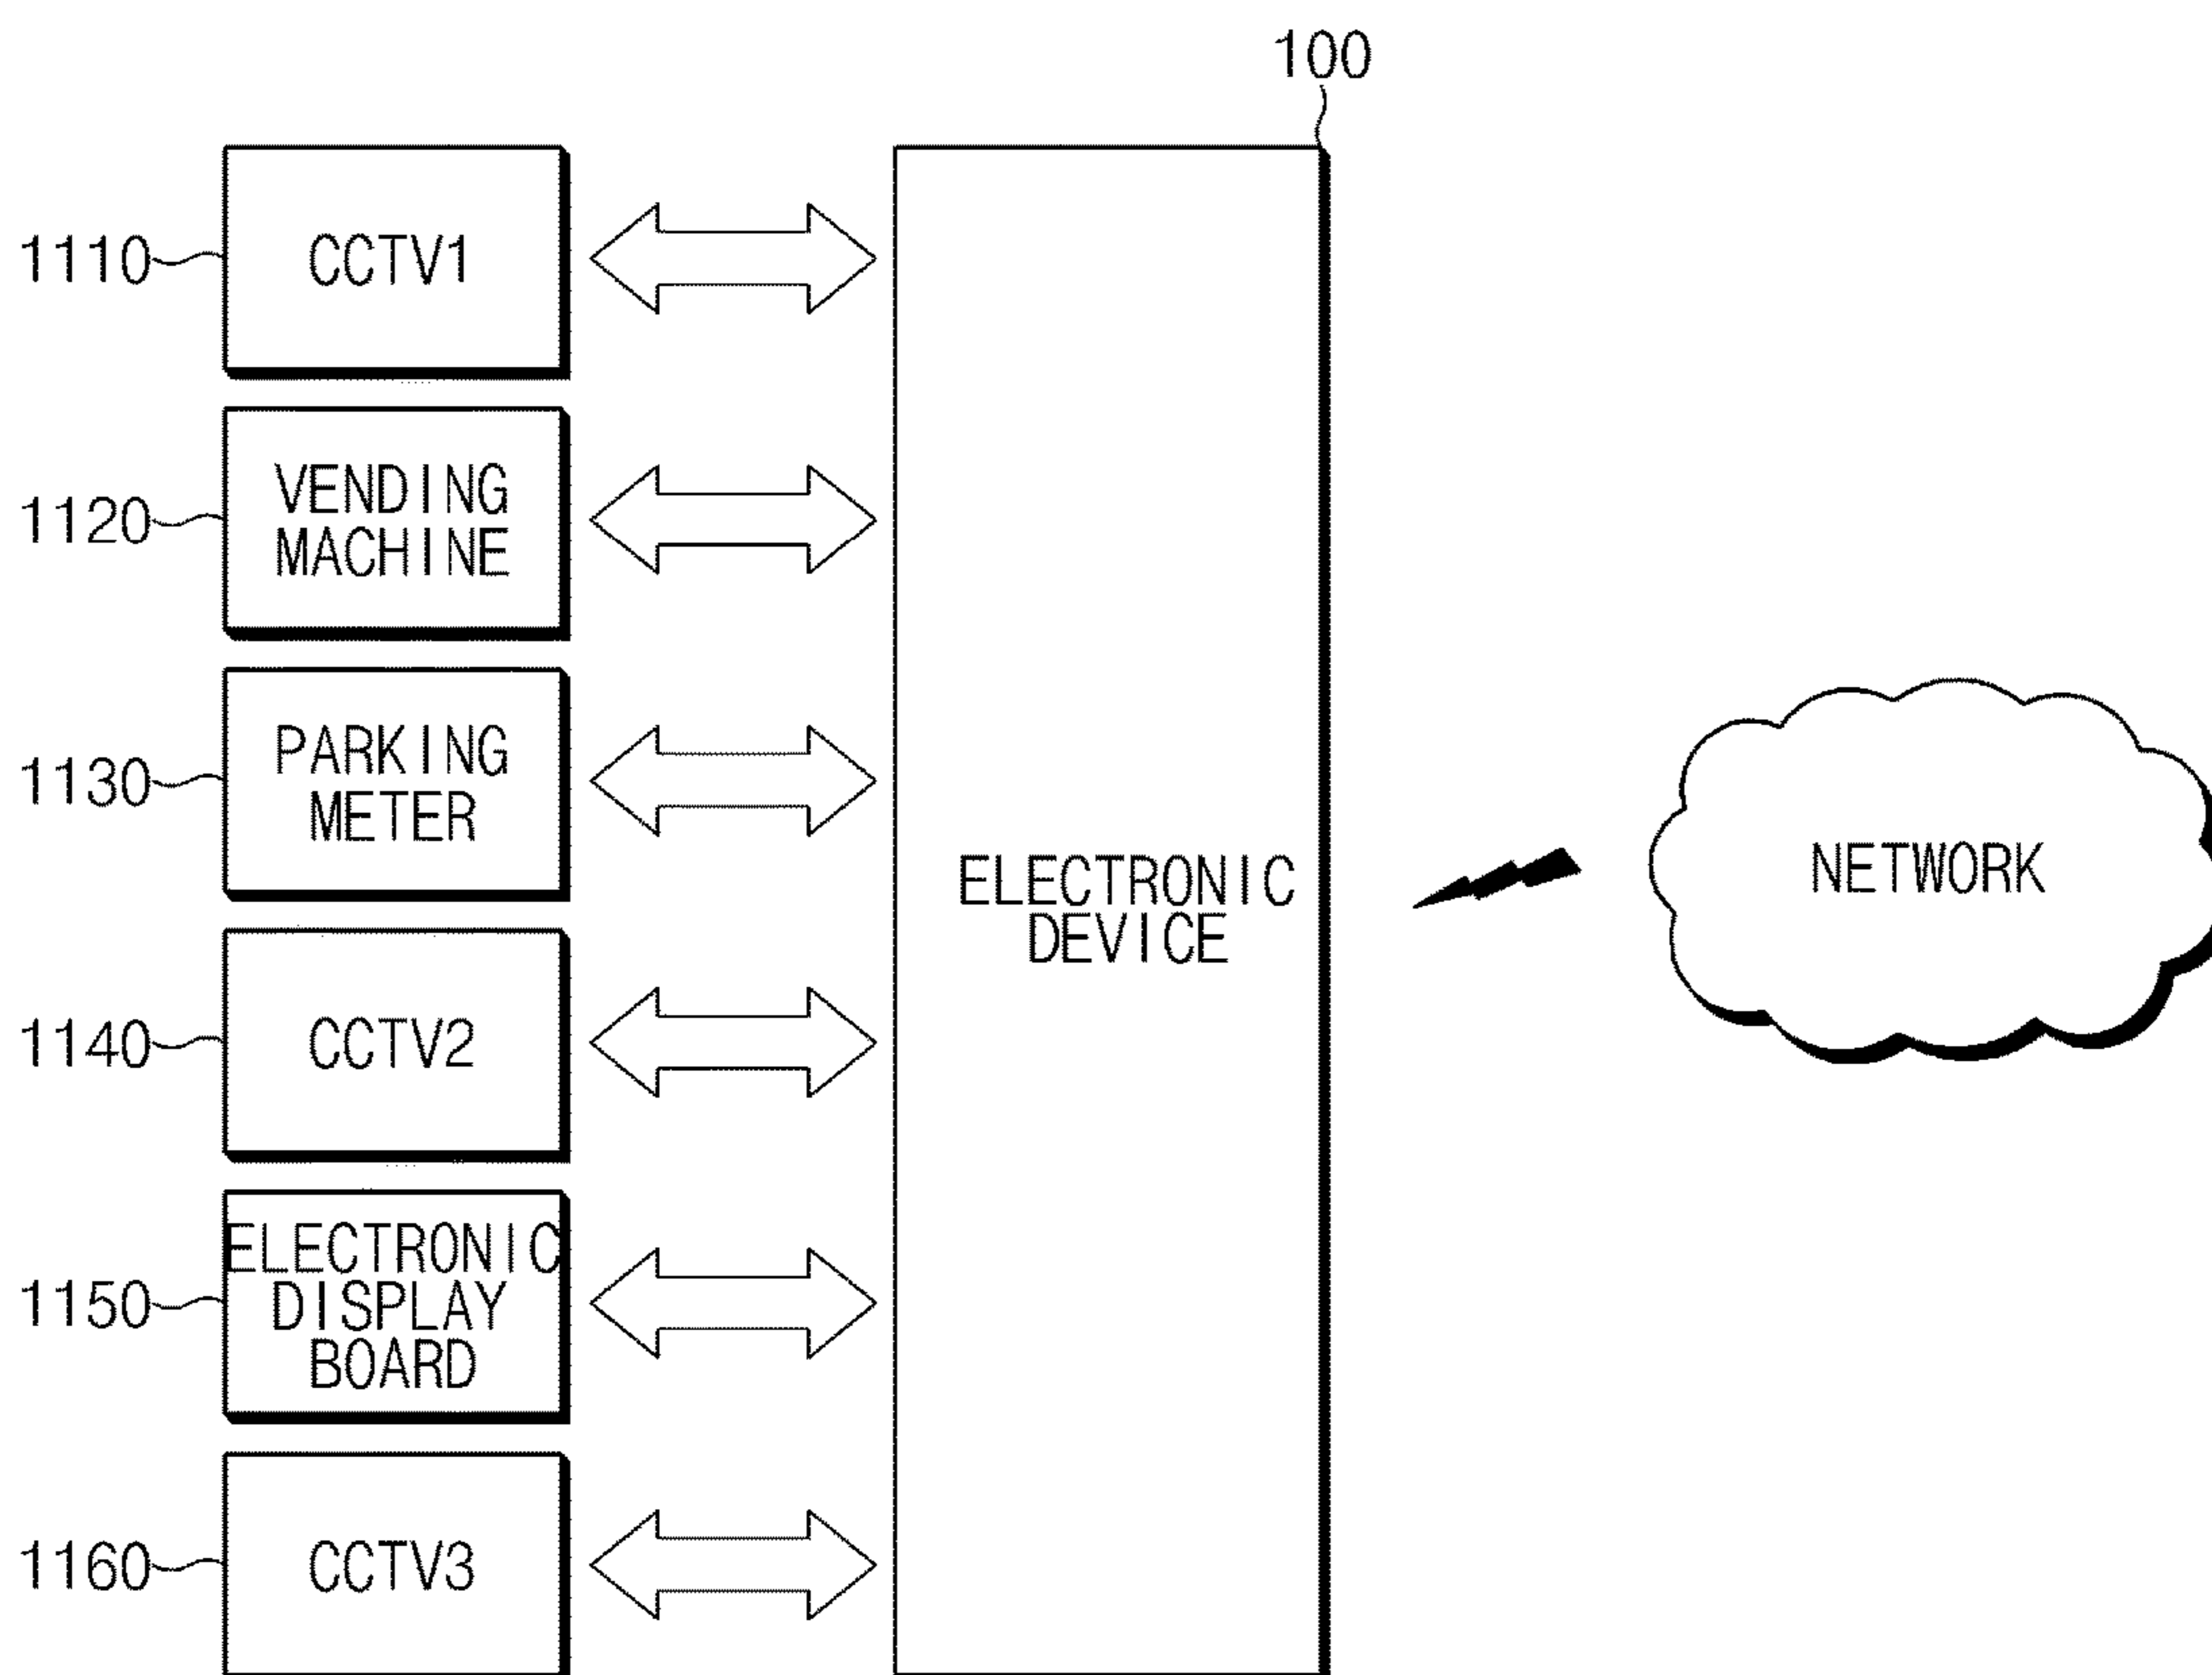 100
1110
CCTV1
1120
VENDING
MACHINE
1130
PARKING
METER
ELECTRONIC
DEVICE
NETWORK
1140
CCTV2
1150
ELECTRONIC
DISPLAY
BOARD
1160
CCTV3